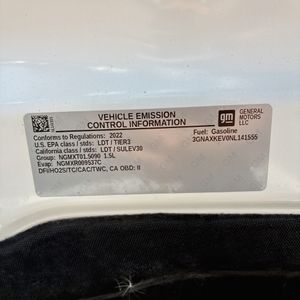 VEHICLE EMISSION
CONTROL INFORMATION
gm
GENERAL
MOTORS LLC
Conforms to Regulations: 2022
U.S. EPA class / stds: LDT / TIER3
California class / stds: LDT / SULEV30
Group: NGMXT01.5090 1.5L
Evap: NGMXR009537C
DFI/HO2S/TC/CAC/TWC, CA OBD: II
Fuel: Gasoline
3GNAXKEV0NL141555